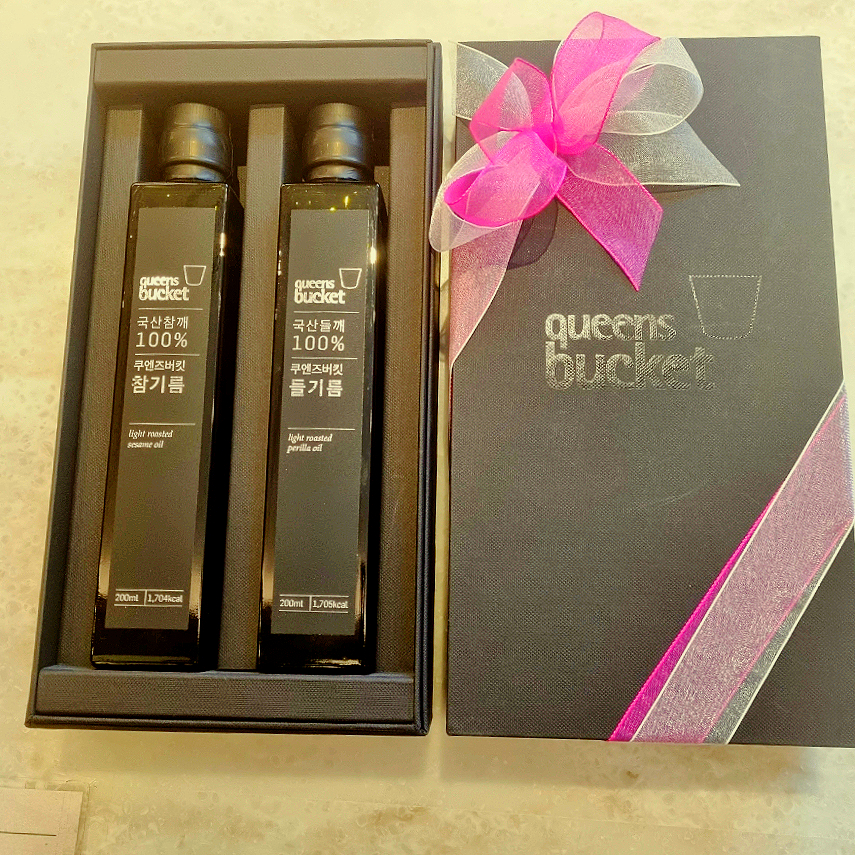 queens
bucket
국산참깨
100%
쿠엔즈버킷
참기름
light roasted
sesame oil
200ml 1,704kcal
queens
bucket
국산들깨
100%
쿠엔즈버킷
들기름
light roasted
perilla oil
200ml 1,705kcal
queens
bucket